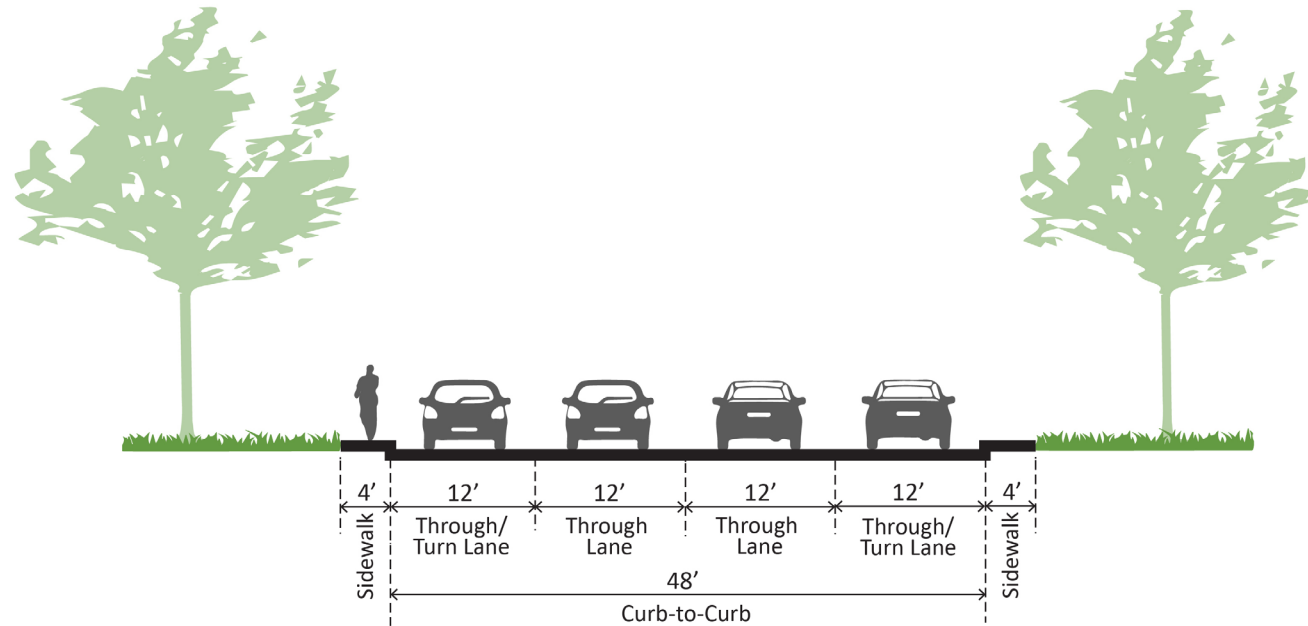 4’
12’
12’
12’
12’
4’
Sidewalk
Through/
Turn Lane
Through
Lane
Through
Lane
Through/
Turn Lane
Sidewalk
48’
Curb-to-Curb